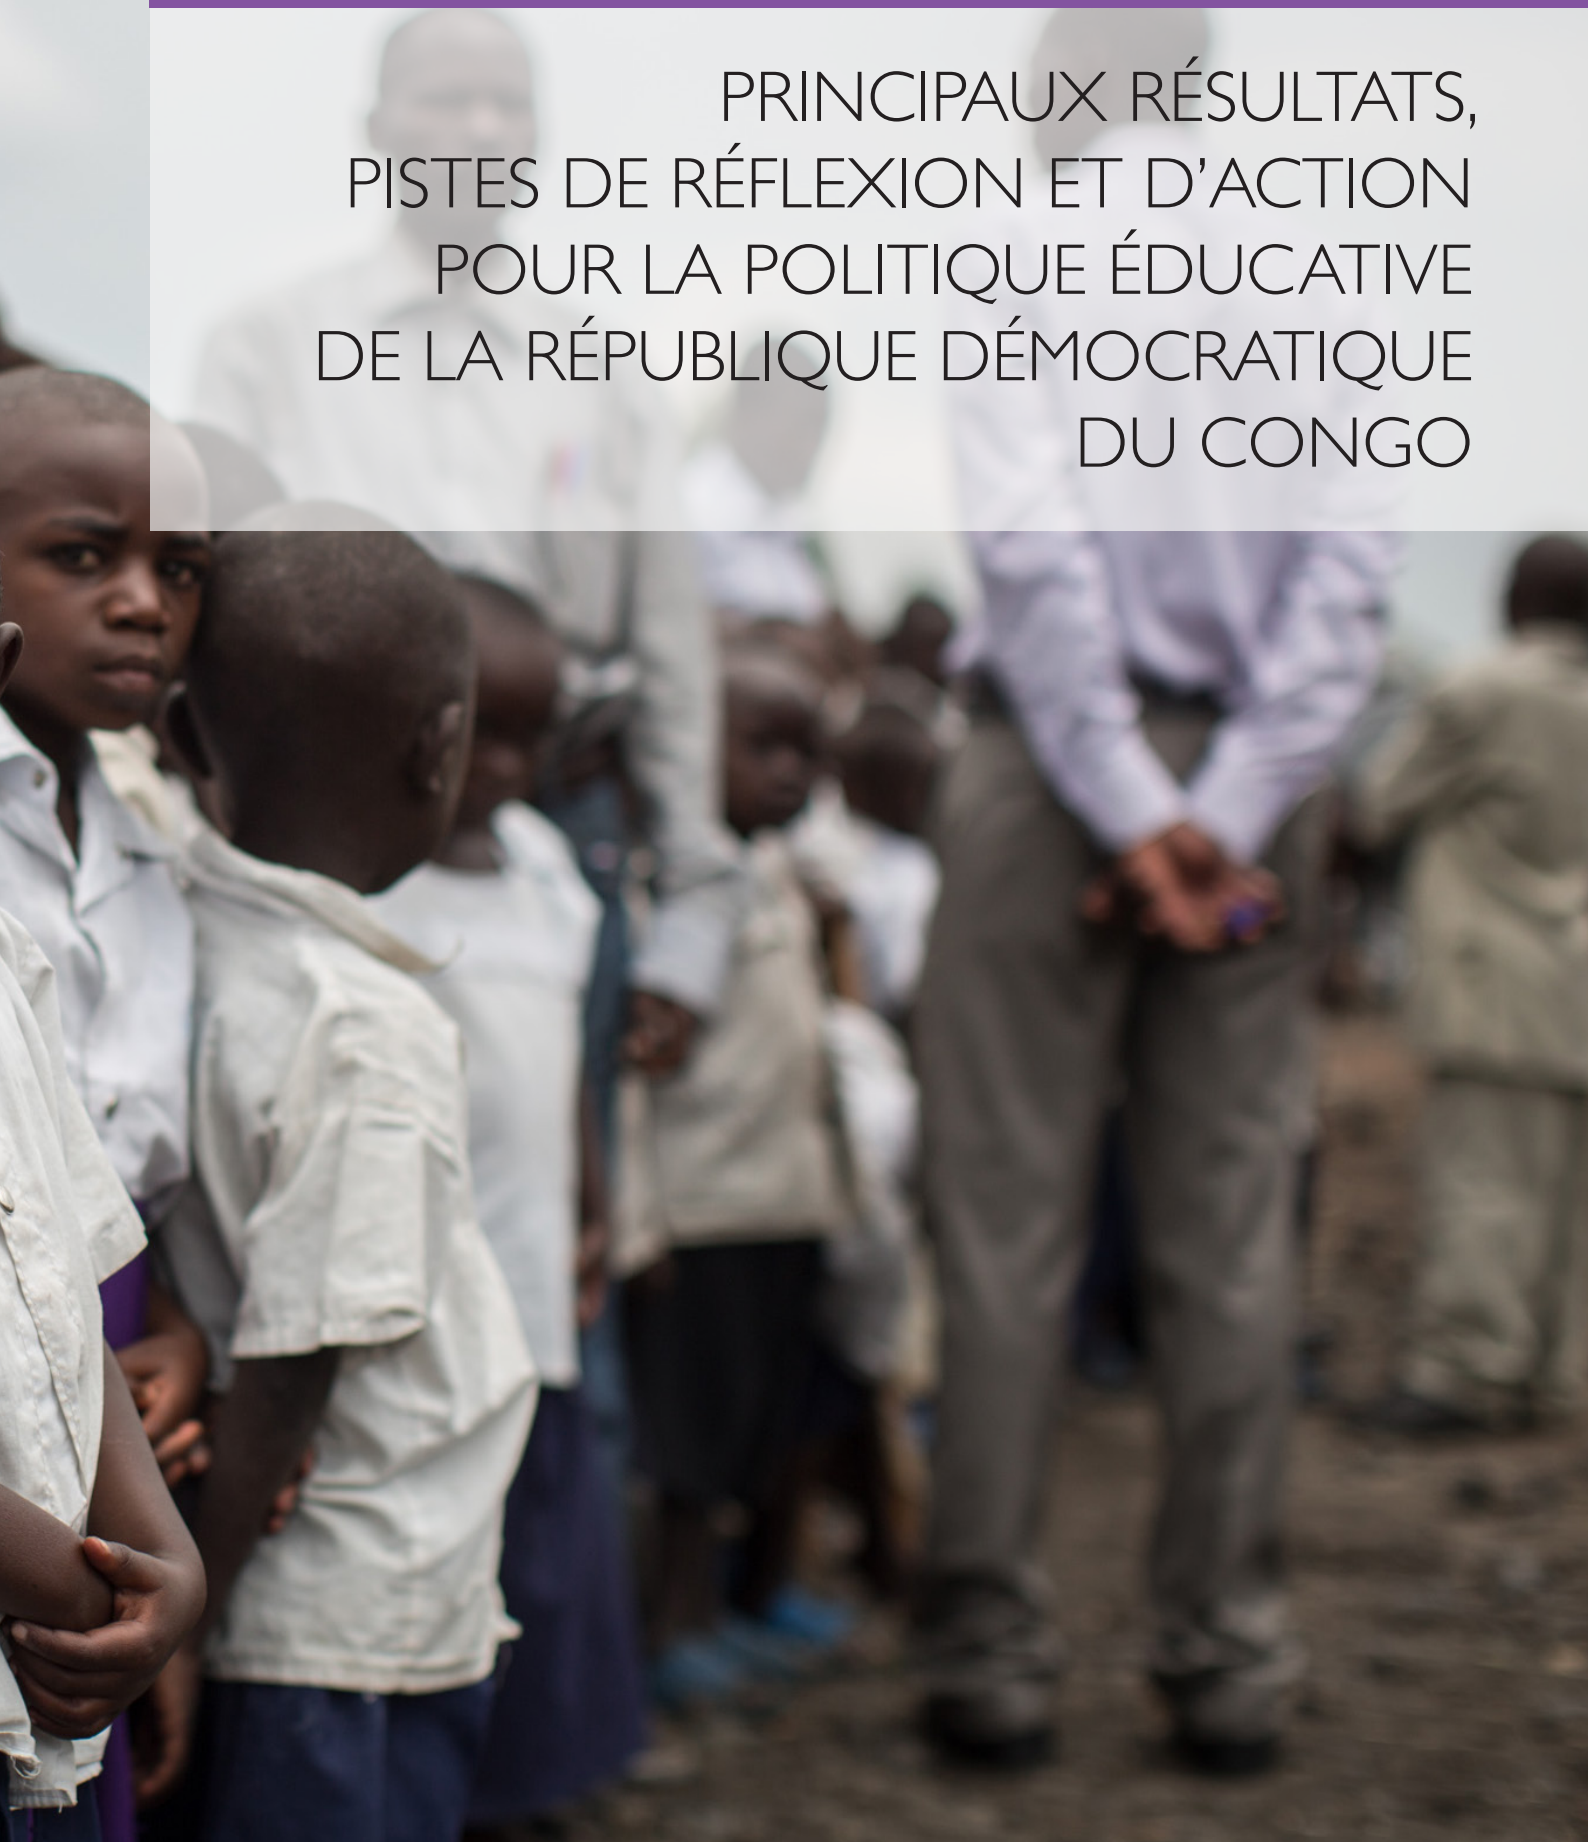 PRINCIPAUX RÉSULTATS,
PISTES DE RÉFLEXION ET D’ACTION
POUR LA POLITIQUE ÉDUCATIVE
DE LA RÉPUBLIQUE DÉMOCRATIQUE
DU CONGO